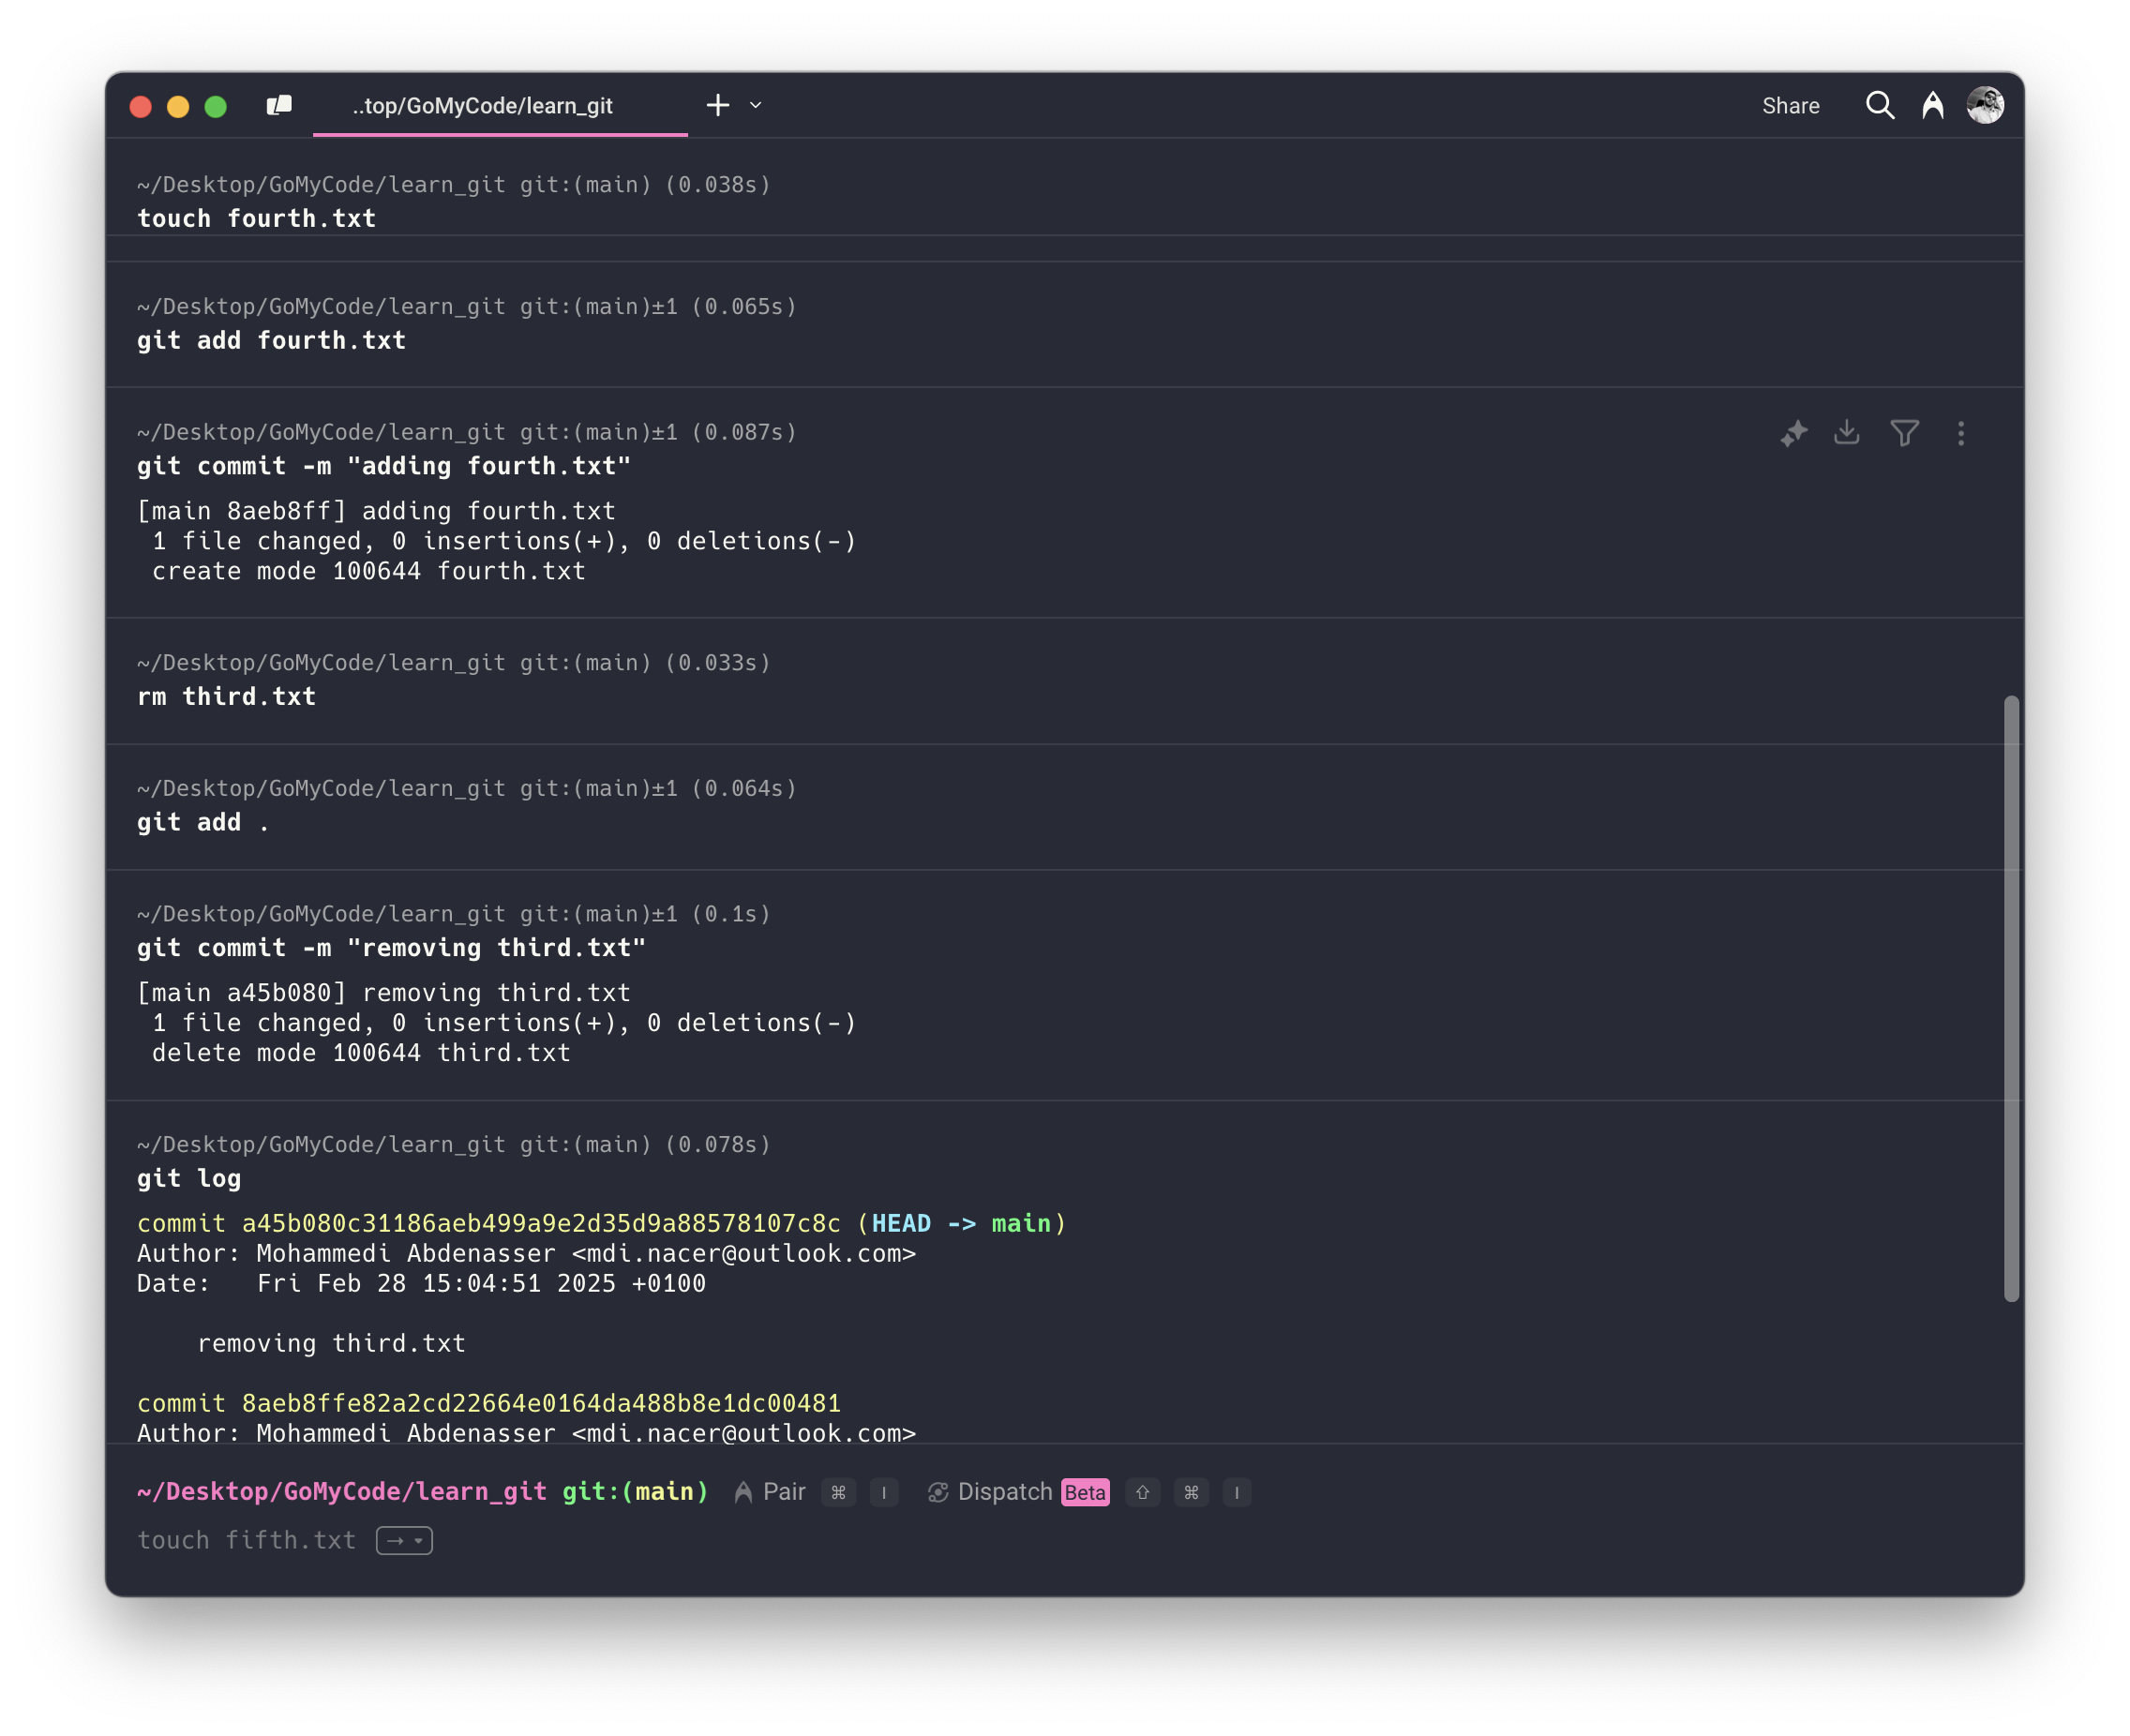 ..top/GoMyCode/learn_git
Share
~/Desktop/GoMyCode/learn_git git:(main) (0.038s)
touch fourth.txt
~/Desktop/GoMyCode/learn_git git:(main)±1 (0.065s)
git add fourth.txt
~/Desktop/GoMyCode/learn_git git:(main)±1 (0.087s)
git commit -m "adding fourth.txt"
[main 8aeb8ff] adding fourth.txt
 1 file changed, 0 insertions(+), 0 deletions(-)
 create mode 100644 fourth.txt
~/Desktop/GoMyCode/learn_git git:(main) (0.033s)
rm third.txt
~/Desktop/GoMyCode/learn_git git:(main)±1 (0.064s)
git add .
~/Desktop/GoMyCode/learn_git git:(main)±1 (0.1s)
git commit -m "removing third.txt"
[main a45b080] removing third.txt
 1 file changed, 0 insertions(+), 0 deletions(-)
 delete mode 100644 third.txt
~/Desktop/GoMyCode/learn_git git:(main) (0.078s)
git log
commit a45b080c31186aeb499a9e2d35d9a88578107c8c (HEAD -> main)
Author: Mohammedi Abdenasser <mdi.nacer@outlook.com>
Date:   Fri Feb 28 15:04:51 2025 +0100
    removing third.txt
commit 8aeb8ffe82a2cd22664e0164da488b8e1dc00481
Author: Mohammedi Abdenasser <mdi.nacer@outlook.com>
~/Desktop/GoMyCode/learn_git git:(main) Pair ⌘ I Dispatch Beta ⇧ ⌘ I
touch fifth.txt →